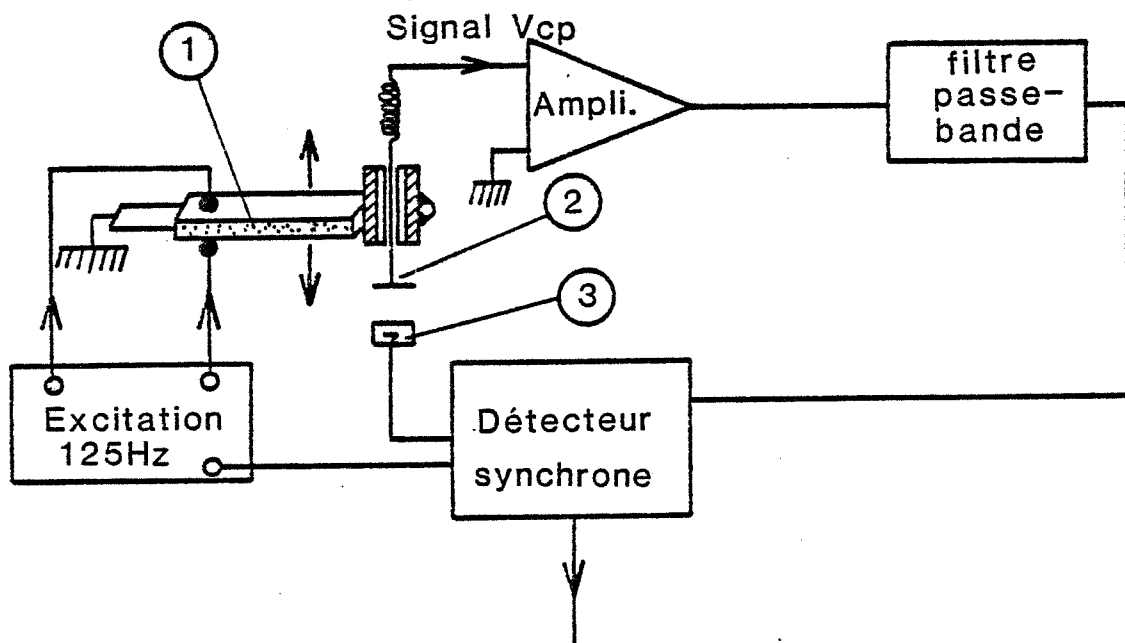 Signal Vcp
1
filtre
passe-
bande
Ampli.
2
3
Excitation
125Hz
Détecteur
synchrone